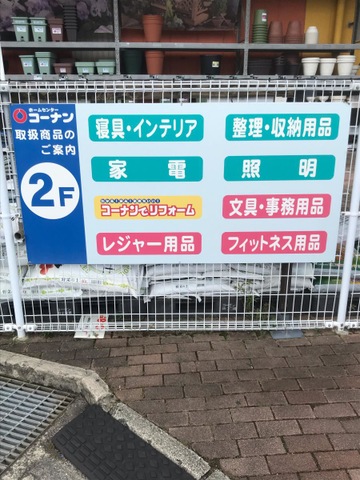 ホームセンター
コーナン
取扱商品の
ご案内
2F
寝具・インテリア
整理・収納用品
家電
照明
コーナンでリフォーム
文具・事務用品
レジャー用品
フィットネス用品